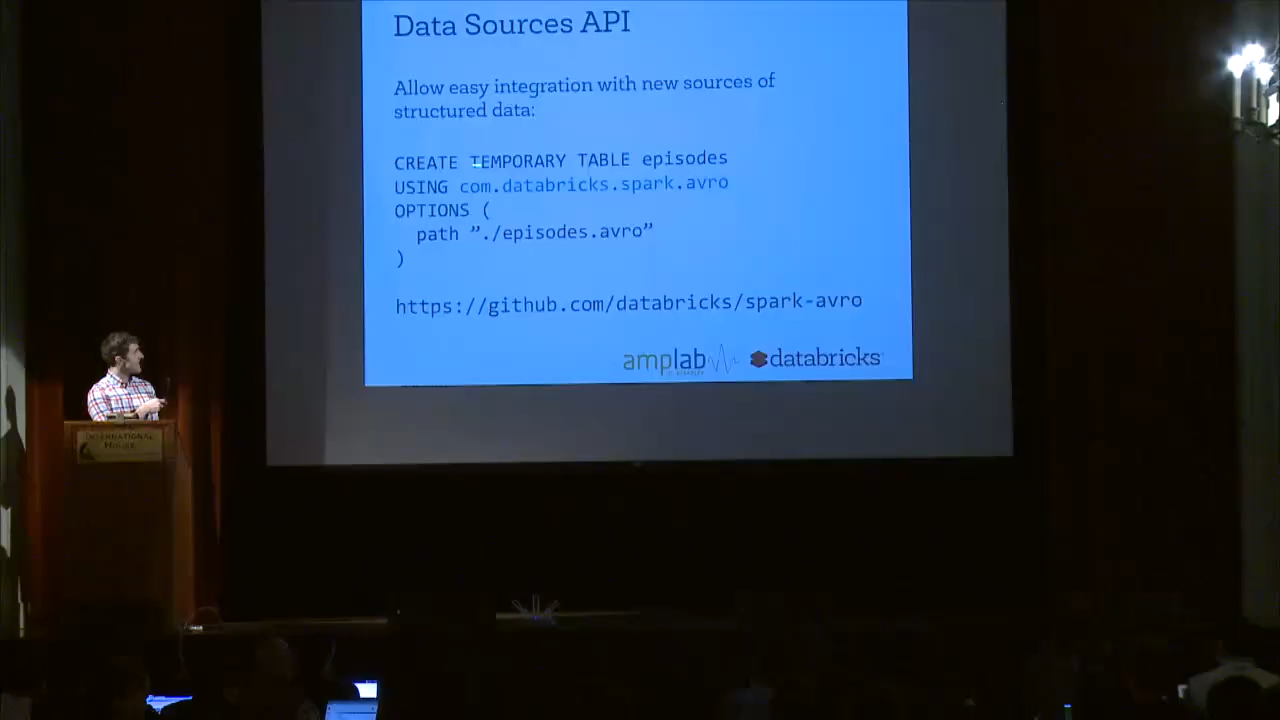 Data Sources API
Allow easy integration with new sources of
structured data:
CREATE TEMPORARY TABLE episodes
USING com.databricks.spark.avro
OPTIONS (
path ”./episodes.avro”
)
https://github.com/databricks/spark-avro
amplab
databricks
INTERNATIONAL
HOUSE